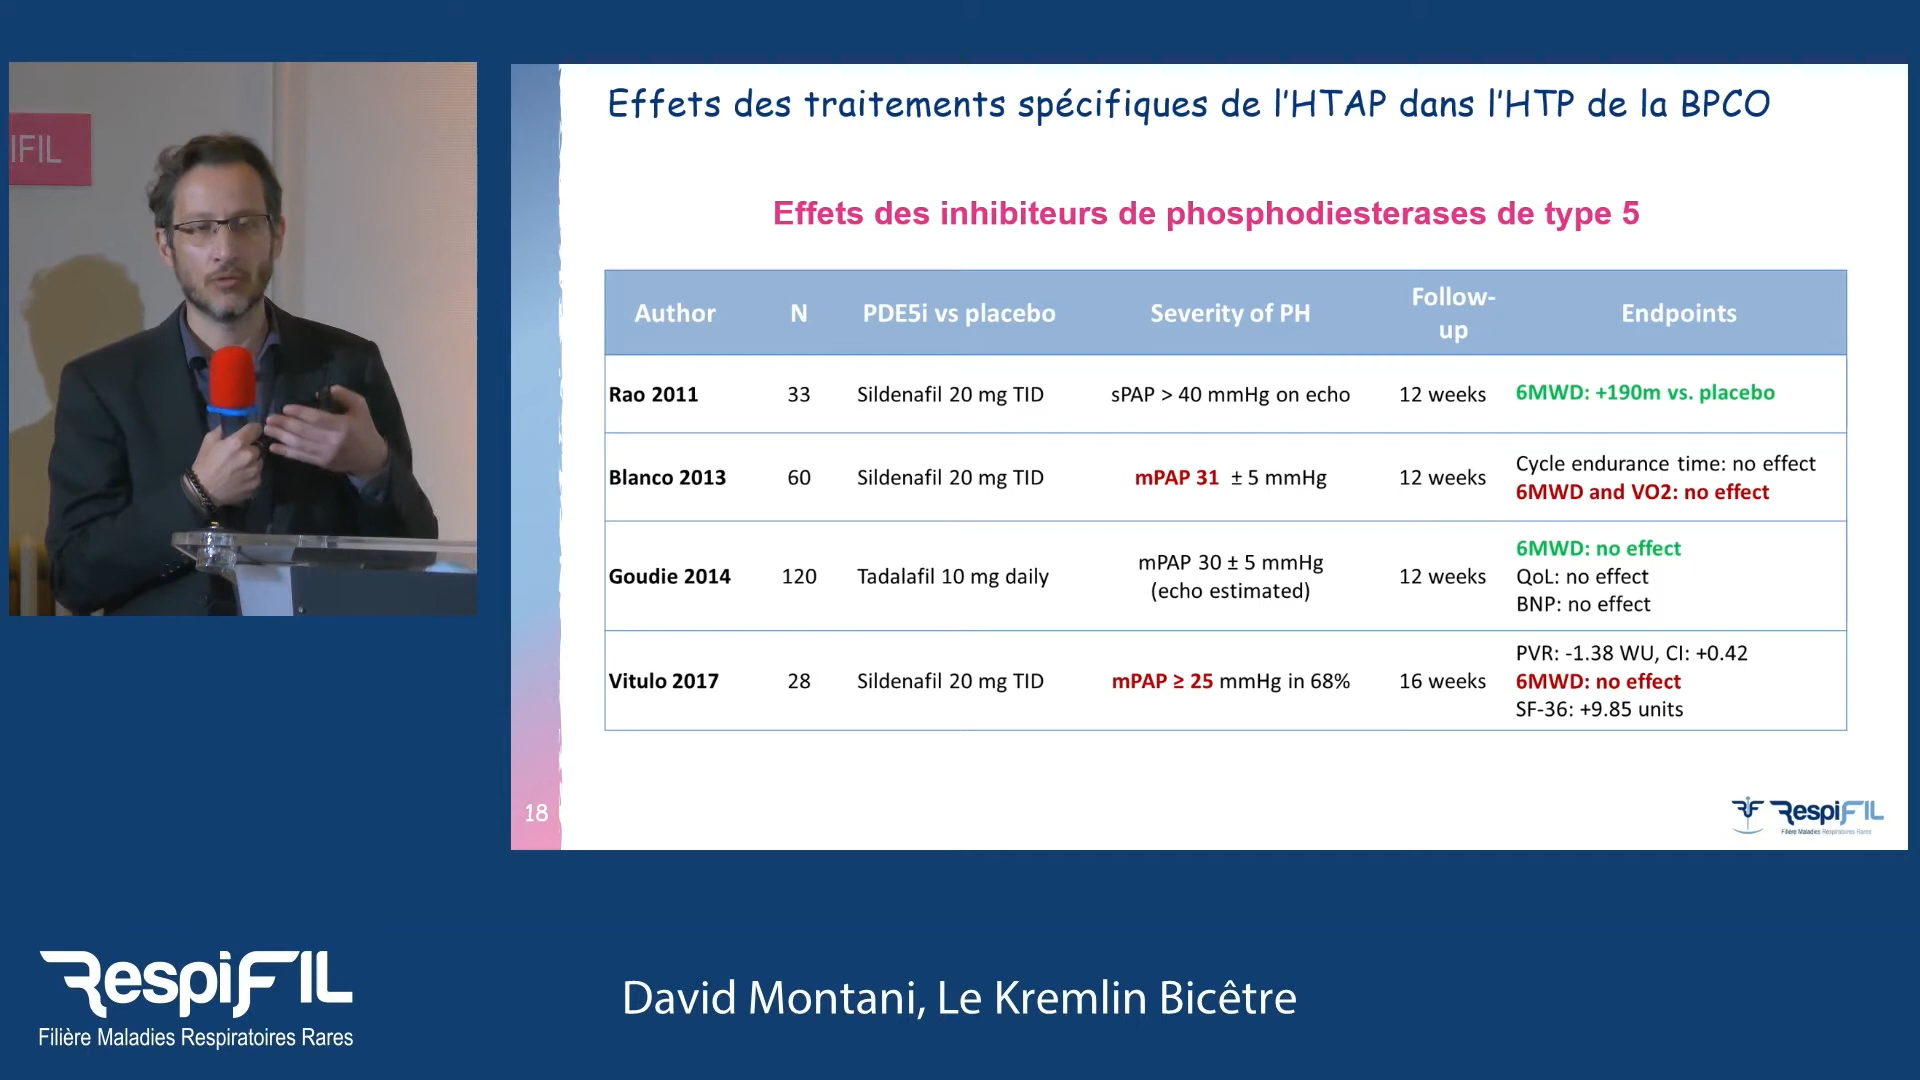 IFIL
Effets des traitements spécifiques de l'HTAP dans l'HTP de la BPCO
Effets des inhibiteurs de phosphodiesterases de type 5
Author N PDE5i vs placebo Severity of PH Follow-up Endpoints
Rao 2011 33 Sildenafil 20 mg TID sPAP > 40 mmHg on echo 12 weeks 6MWD: +190m vs. placebo
Blanco 2013 60 Sildenafil 20 mg TID mPAP 31 ± 5 mmHg 12 weeks Cycle endurance time: no effect
6MWD and VO2: no effect
Goudie 2014 120 Tadalafil 10 mg daily mPAP 30 ± 5 mmHg (echo estimated) 12 weeks 6MWD: no effect
QoL: no effect
BNP: no effect
Vitulo 2017 28 Sildenafil 20 mg TID mPAP ≥ 25 mmHg in 68% 16 weeks PVR: -1.38 WU, CI: +0.42
6MWD: no effect
SF-36: +9.85 units
18
RespiFIL
Filière Maladies Respiratoires Rares
RespiFIL
Filière Maladies Respiratoires Rares
David Montani, Le Kremlin Bicêtre